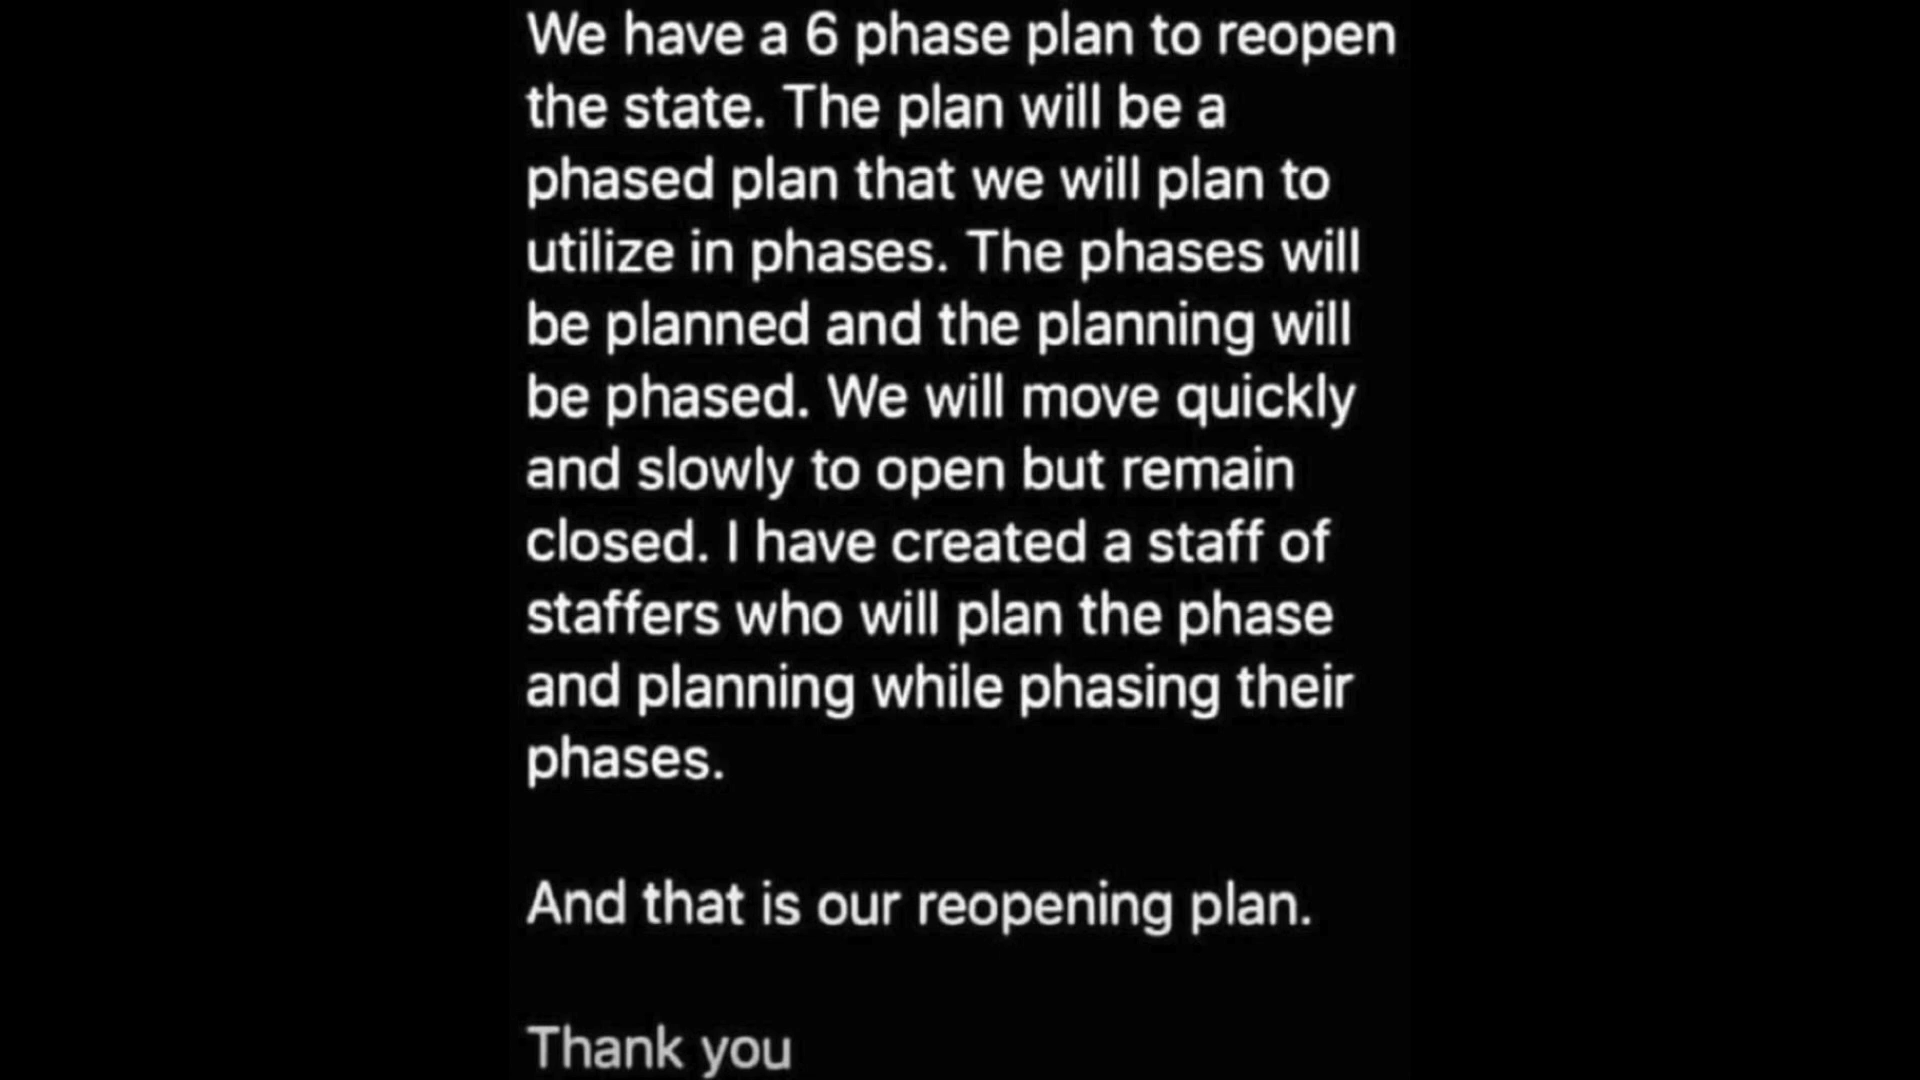 We have a 6 phase plan to reopen
the state. The plan will be a
phased plan that we will plan to
utilize in phases. The phases will
be planned and the planning will
be phased. We will move quickly
and slowly to open but remain
closed. I have created a staff of
staffers who will plan the phase
and planning while phasing their
phases.
And that is our reopening plan.
Thank you